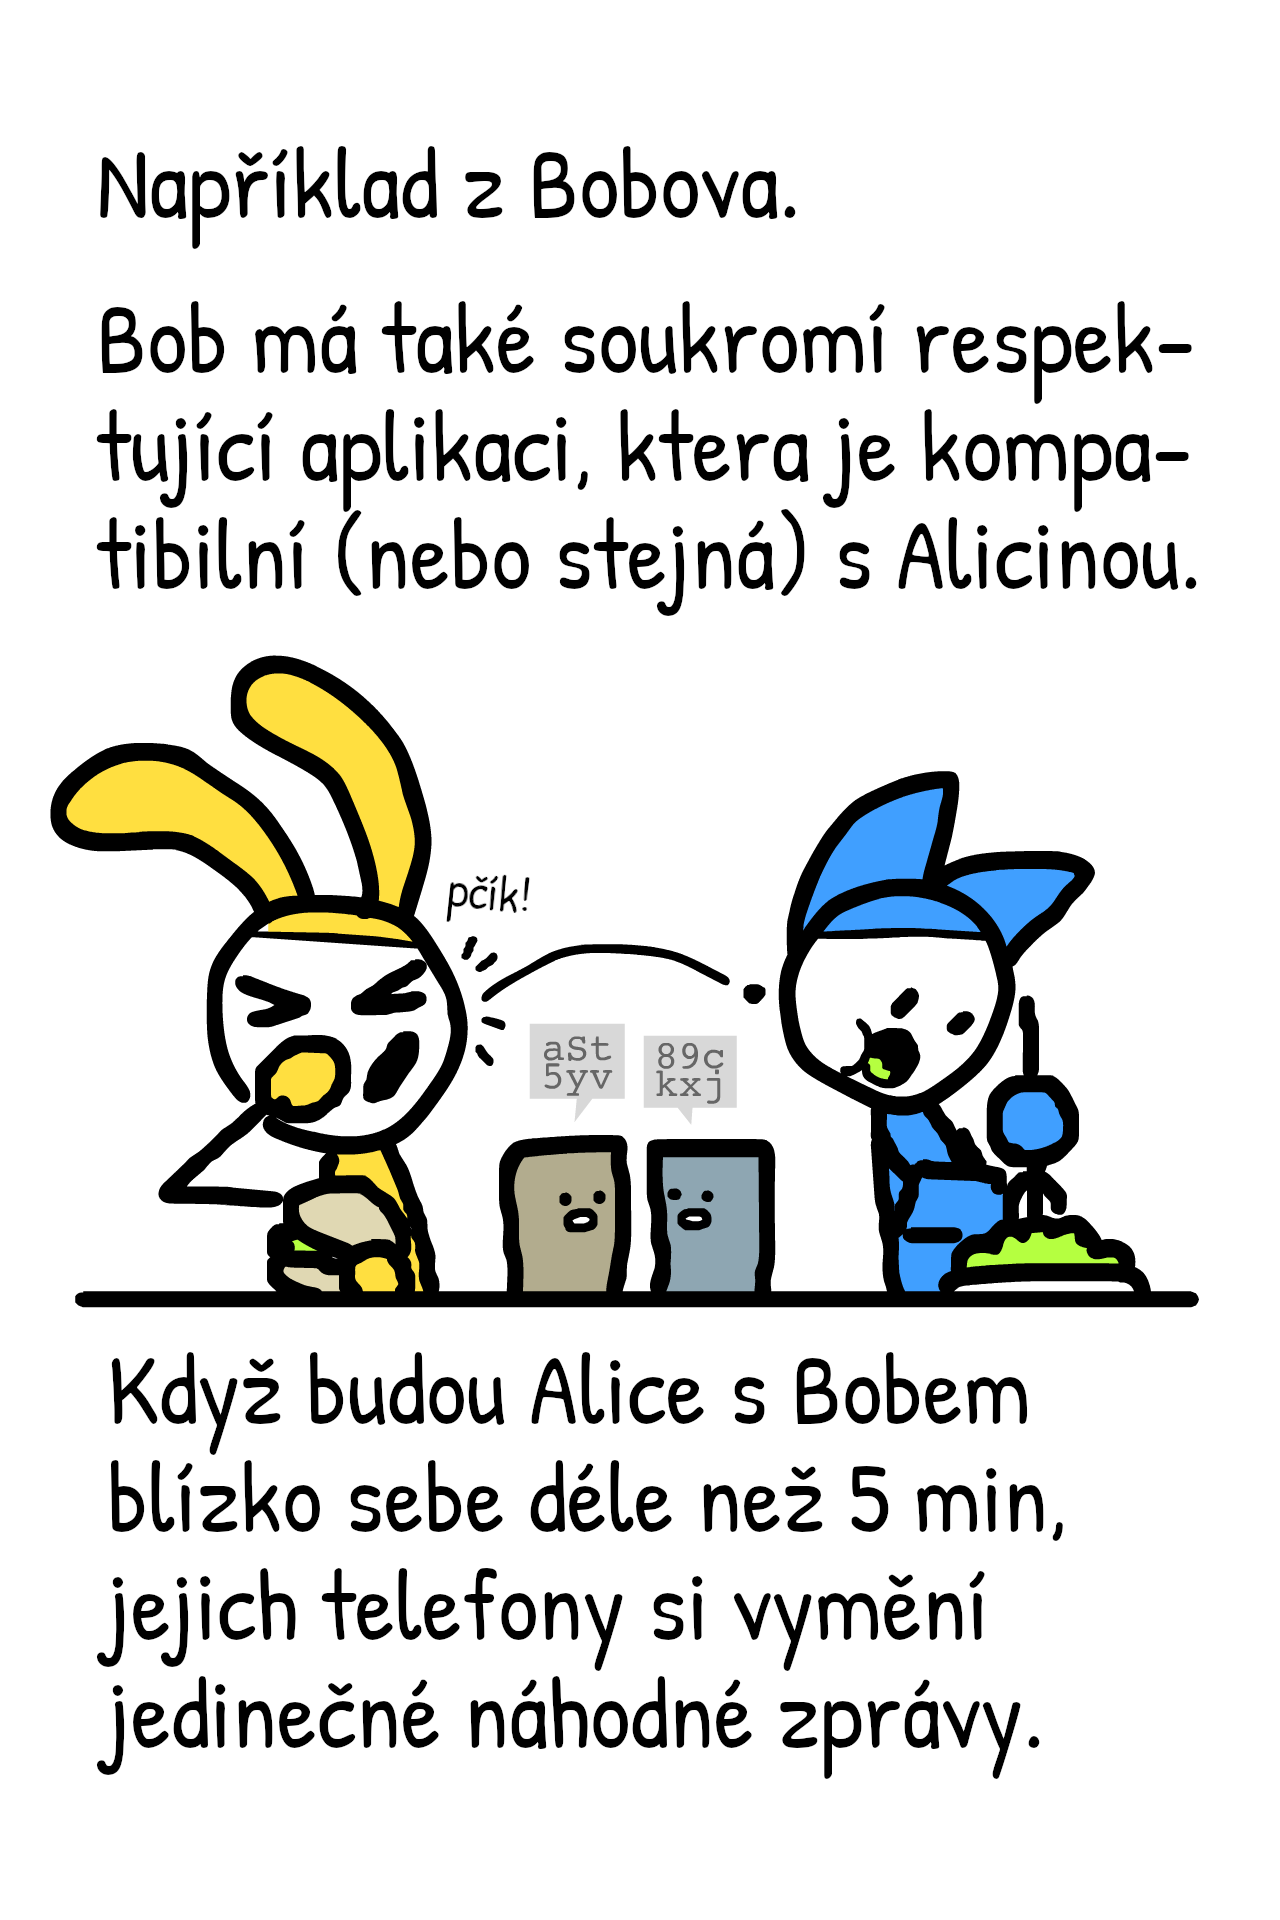 Například z Bobova.
Bob má také soukromí respek-
tující aplikaci, ktera je kompa-
tibilní (nebo stejná) s Alicinou.
pčík!
aSt
5yv
89c
kxj
Když budou Alice s Bobem
blízko sebe déle než 5 min,
jejich telefony si vymění
jedinečné náhodné zprávy.